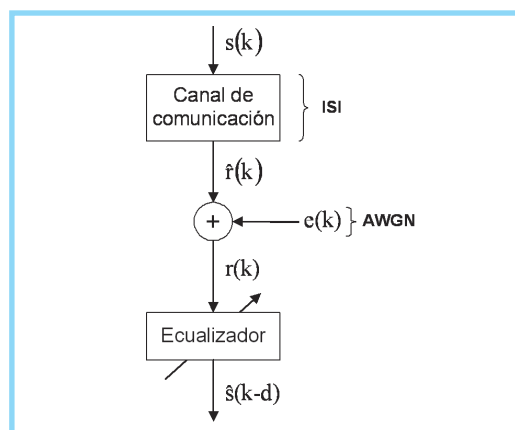 s(k)
Canal de
comunicación
ISI
r̂(k)
+
e(k)
AWGN
r(k)
Ecualizador
ŝ(k-d)